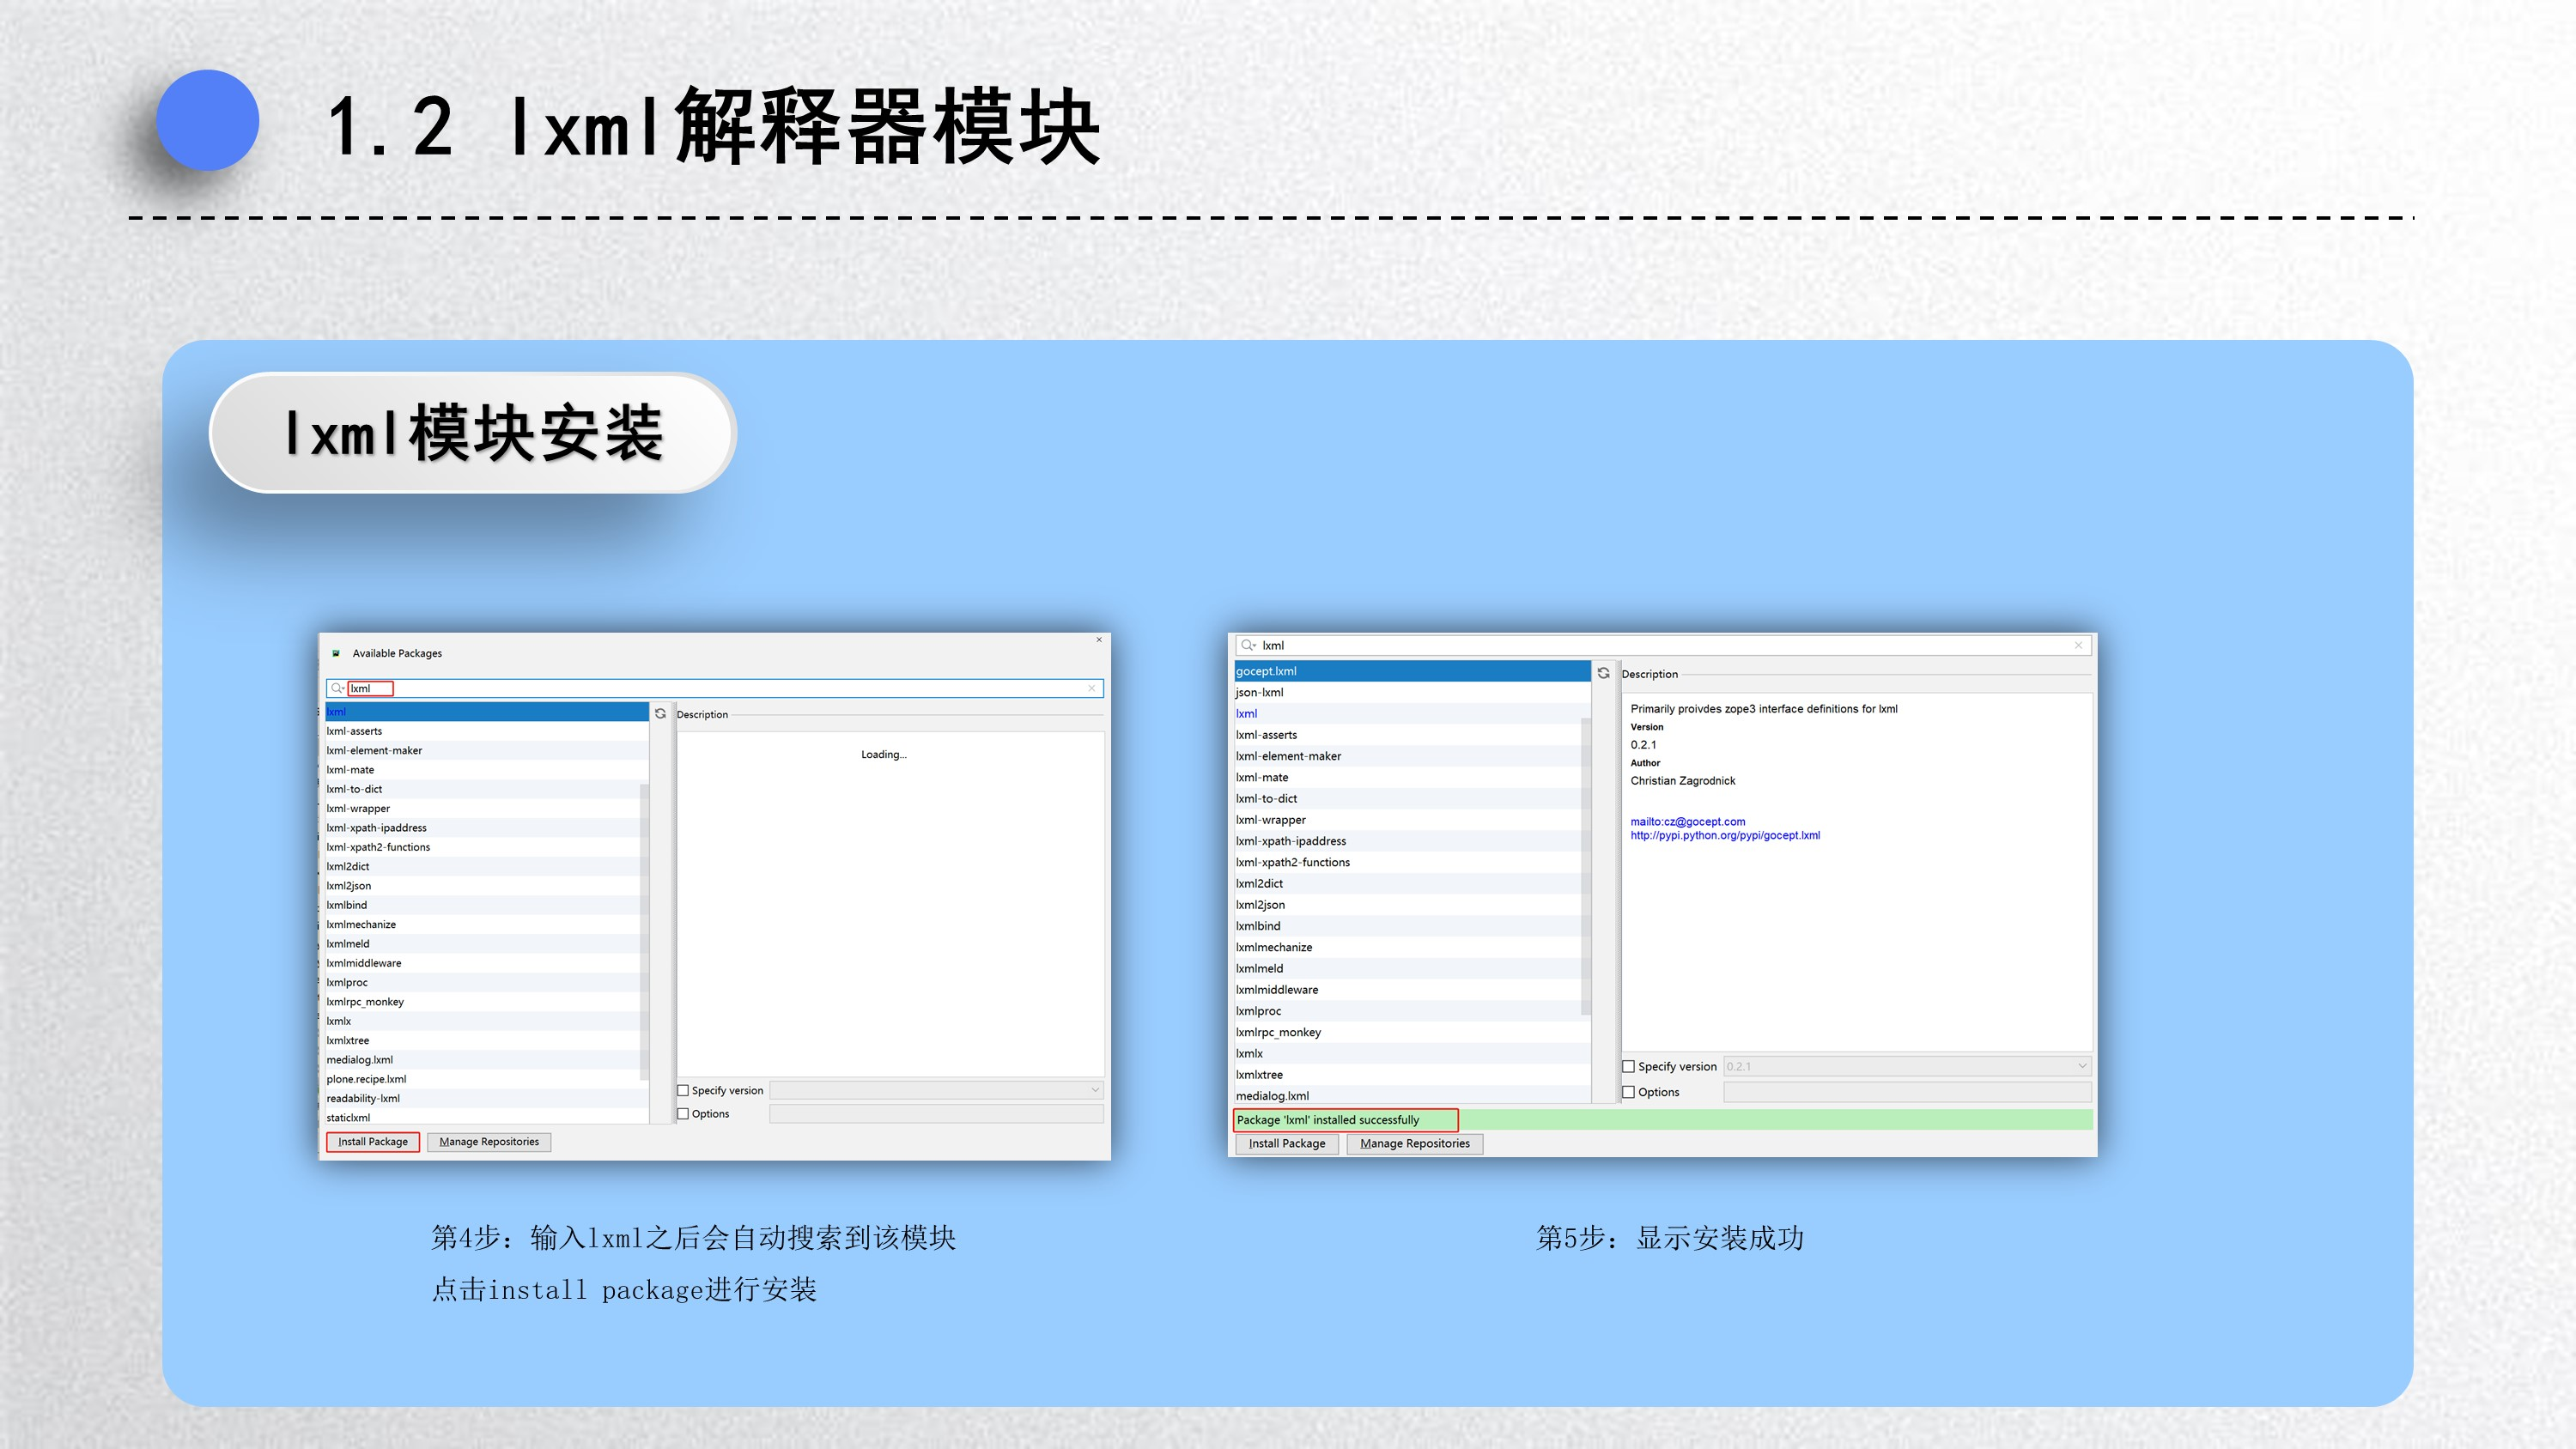 1.2 lxml解释器模块
lxml模块安装
Available Packages
lxml
lxml
lxml-asserts
lxml-element-maker
lxml-mate
lxml-to-dict
lxml-wrapper
lxml-xpath-ipaddress
lxml-xpath2-functions
lxml2dict
lxml2json
lxmlbind
lxmlmechanize
lxmlmeld
lxmlmiddleware
lxmlproc
lxmlrpc_monkey
lxmlx
lxmlxtree
medialog.lxml
plone.recipe.lxml
readability-lxml
staticlxml
Description
Loading...
Specify version
Options
Install Package
Manage Repositories
第4步：输入lxml之后会自动搜索到该模块
点击install package进行安装
lxml
gocept.lxml
json-lxml
lxml
lxml-asserts
lxml-element-maker
lxml-mate
lxml-to-dict
lxml-wrapper
lxml-xpath-ipaddress
lxml-xpath2-functions
lxml2dict
lxml2json
lxmlbind
lxmlmechanize
lxmlmeld
lxmlmiddleware
lxmlproc
lxmlrpc_monkey
lxmlx
lxmlxtree
medialog.lxml
Description
Primarily proivdes zope3 interface definitions for lxml
Version
0.2.1
Author
Christian Zagrodnick
mailto:cz@gocept.com
http://pypi.python.org/pypi/gocept.lxml
Specify version 0.2.1
Options
Package 'lxml' installed successfully
Install Package
Manage Repositories
第5步：显示安装成功